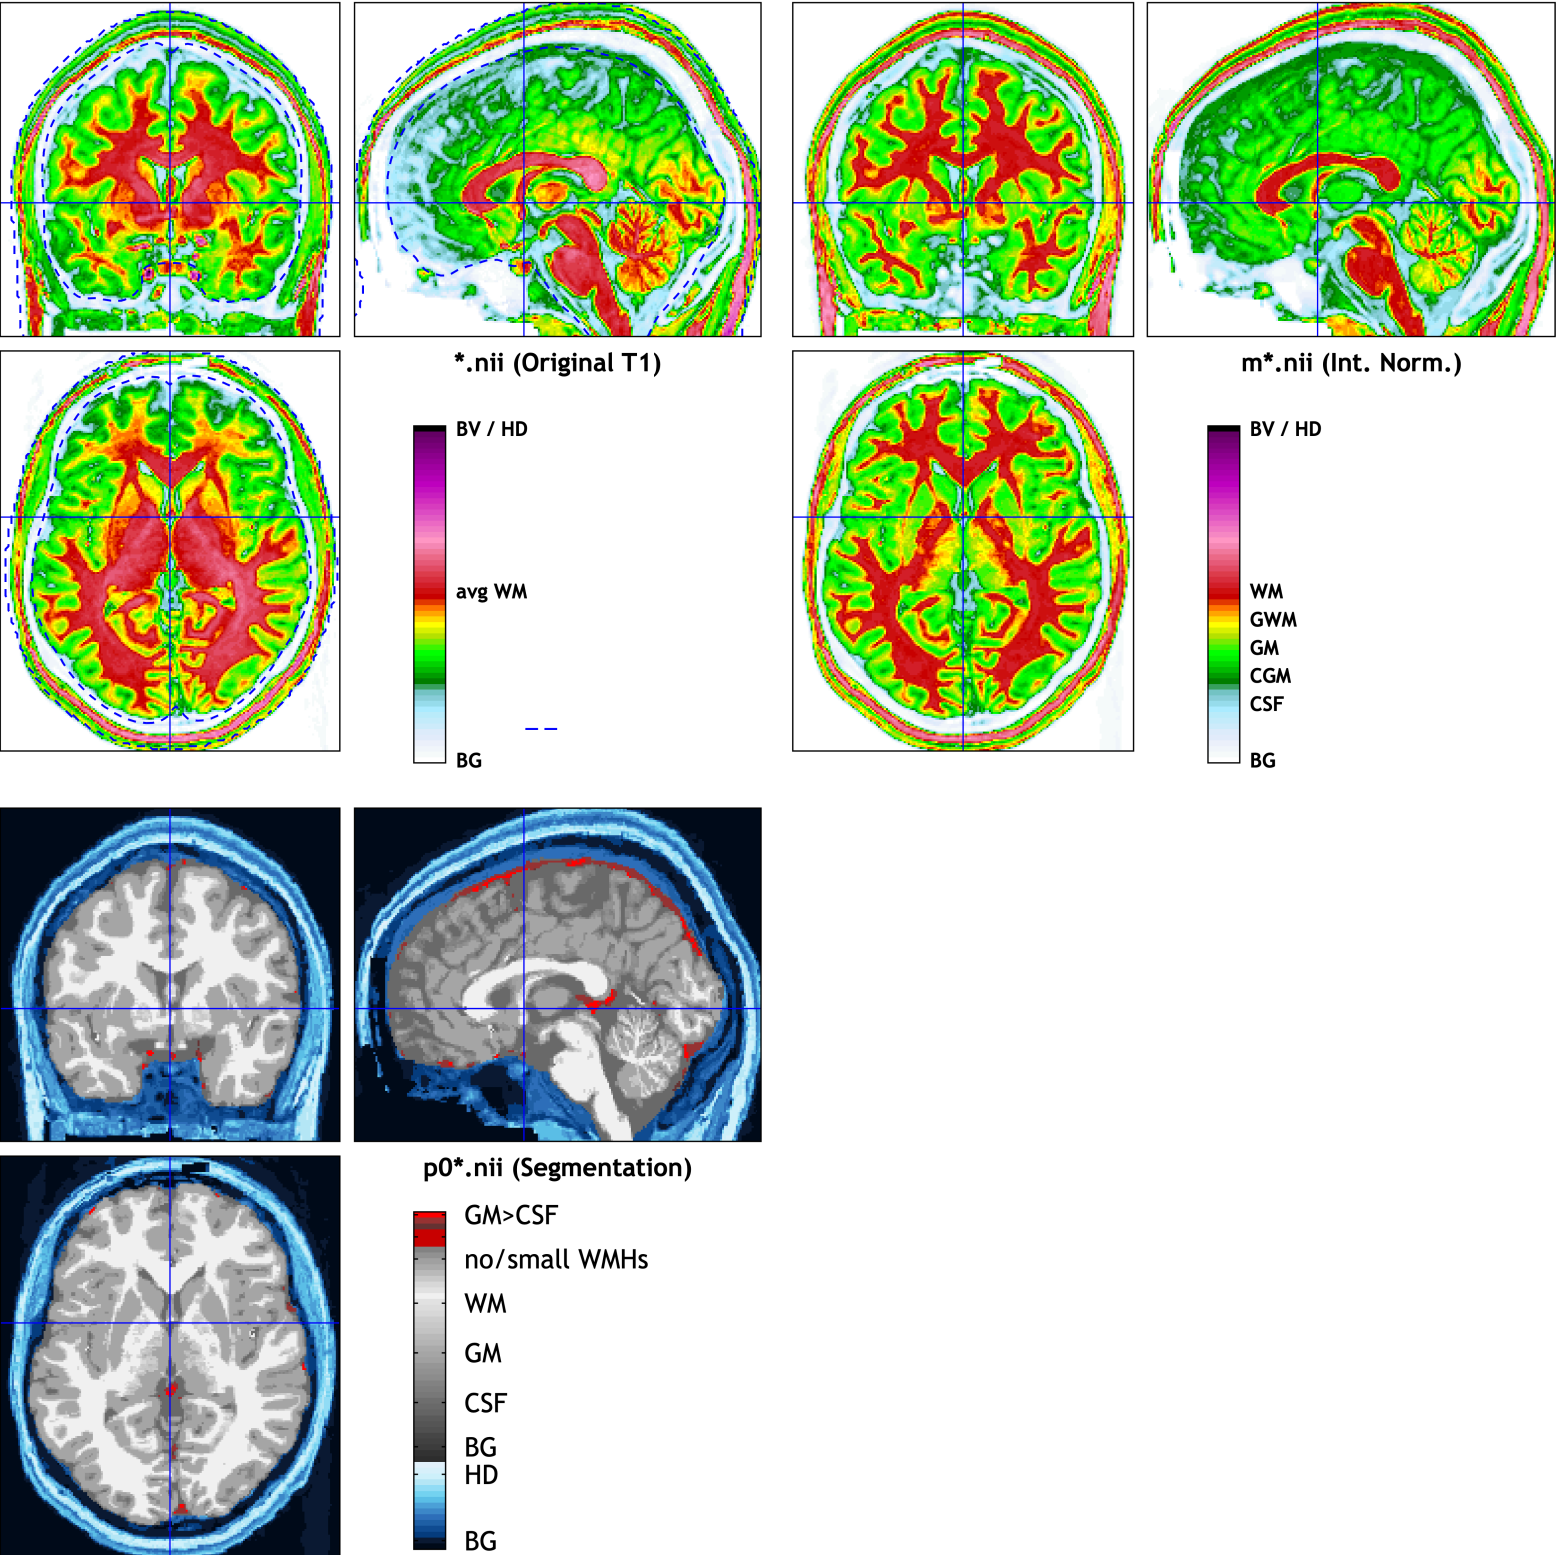 *.nii (Original T1)
BV / HD
avg WM
BG
m*.nii (Int. Norm.)
BV / HD
WM
GWM
GM
CGM
CSF
BG
p0*.nii (Segmentation)
GM>CSF
no/small WMHs
WM
GM
CSF
BG
HD
BG